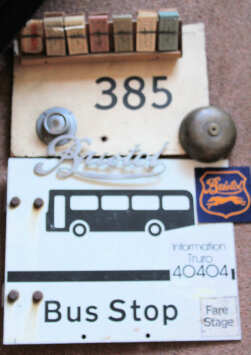 385
Bristol
Bristol
Information
Truro
40404
Bus Stop
Fare
Stage